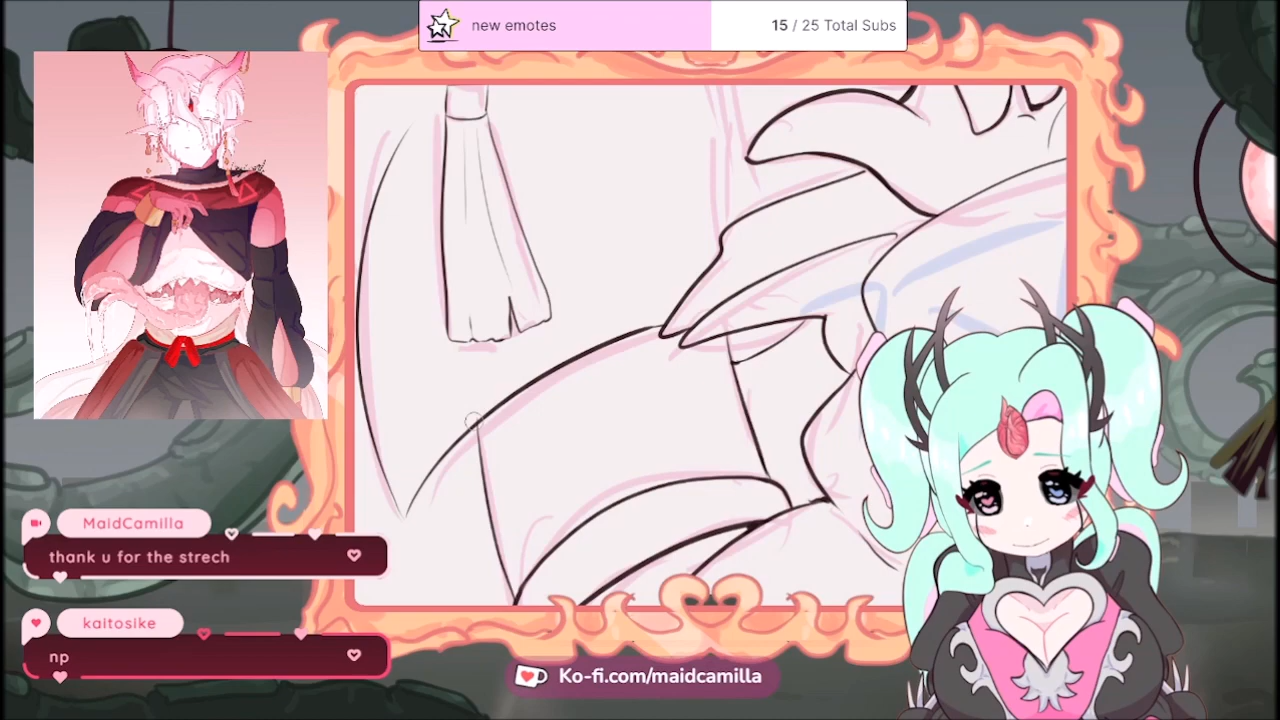 new emotes
15 / 25 Total Subs
MaidCamilla
thank u for the strech
kaitosike
np
Ko-fi.com/maidcamilla